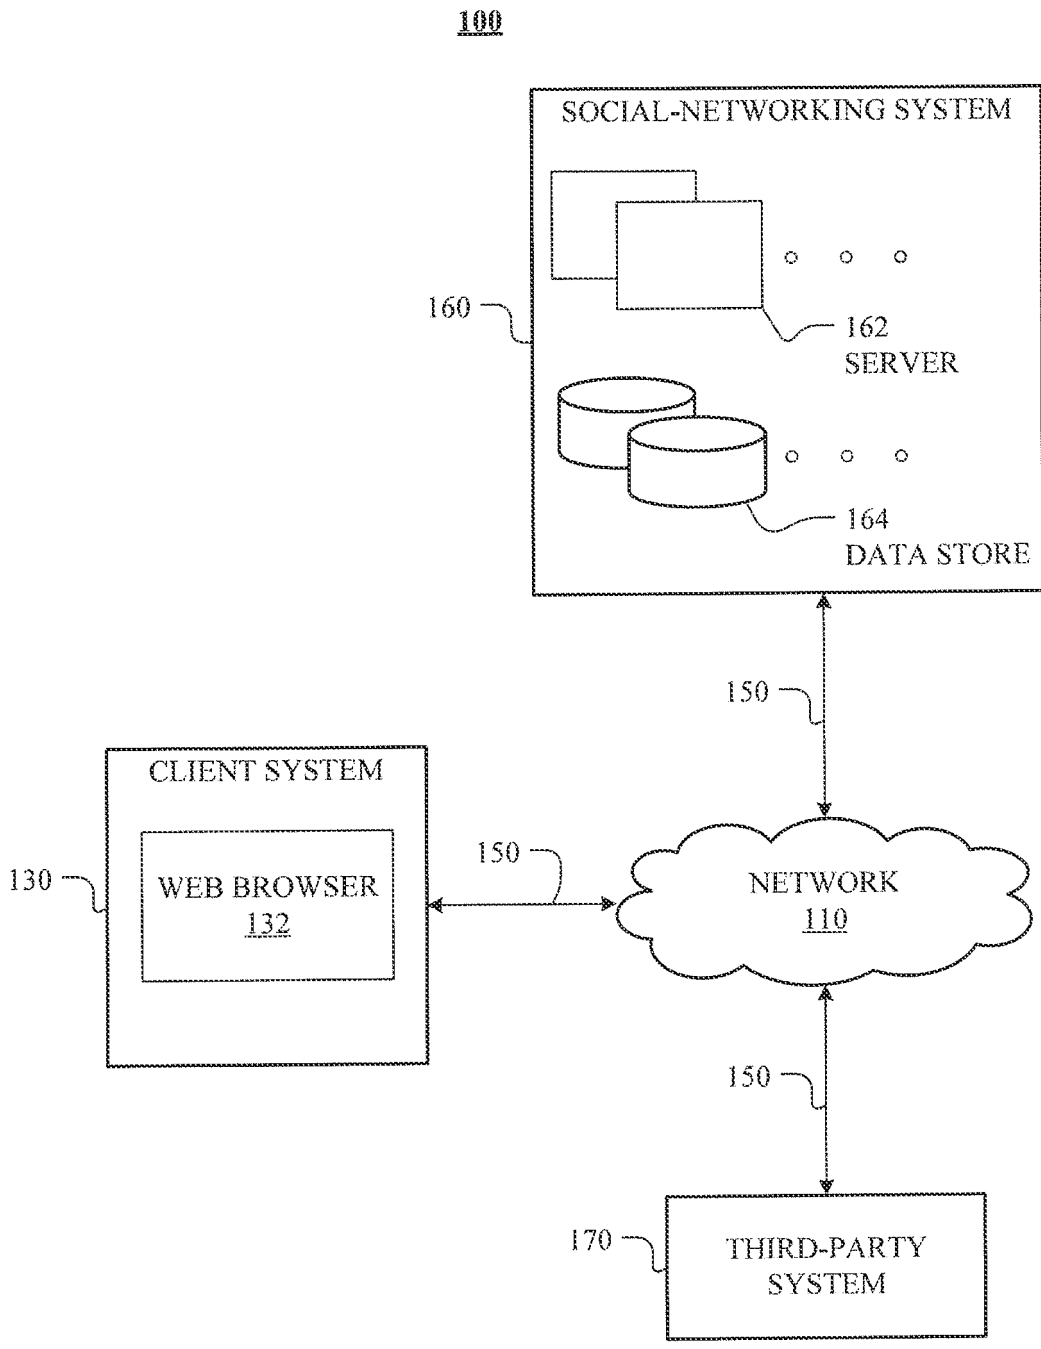 100
SOCIAL-NETWORKING SYSTEM
160
162
SERVER
164
DATA STORE
150
CLIENT SYSTEM
130
WEB BROWSER
132
150
NETWORK
110
150
170
THIRD-PARTY
SYSTEM